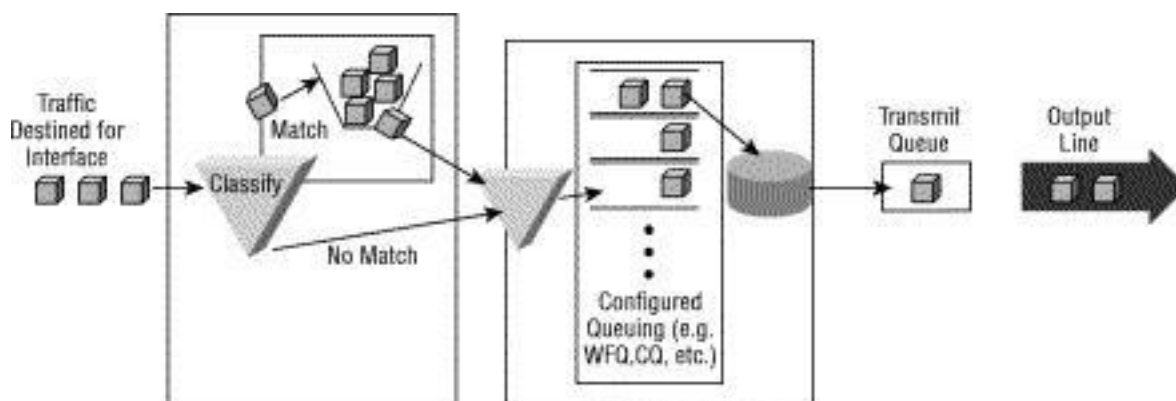 Traffic
Destined for
Interface
Match
Classify
No Match
Configured
Queuing (e.g.
WFQ,CQ, etc.)
Transmit
Queue
Output
Line